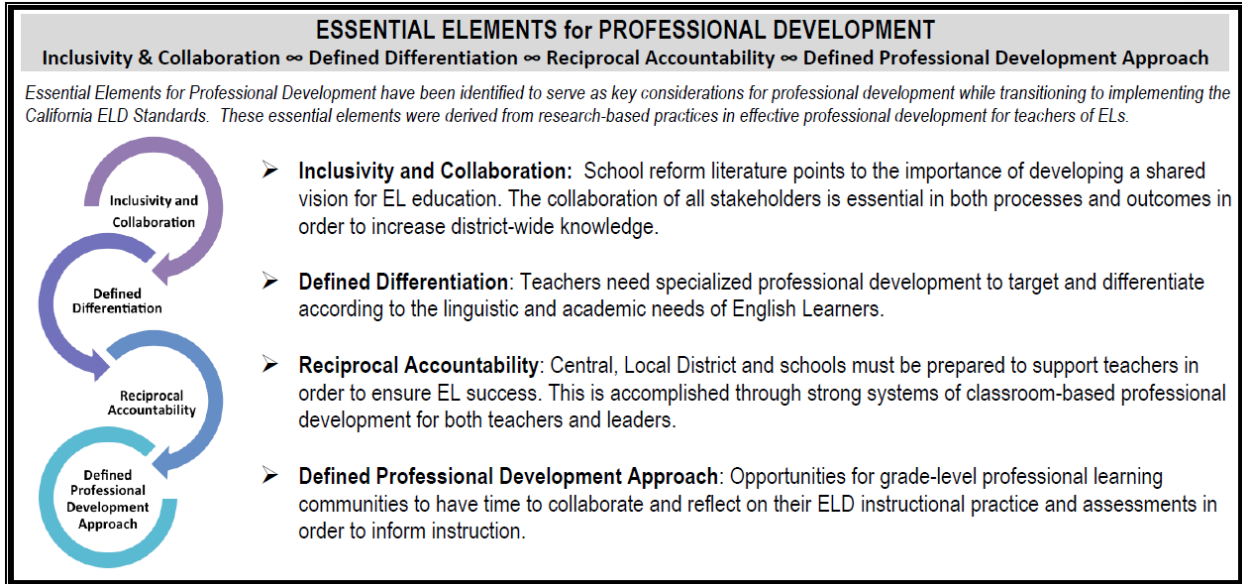 ESSENTIAL ELEMENTS for PROFESSIONAL DEVELOPMENT
Inclusivity & Collaboration ∞ Defined Differentiation ∞ Reciprocal Accountability ∞ Defined Professional Development Approach
Essential Elements for Professional Development have been identified to serve as key considerations for professional development while transitioning to implementing the
California ELD Standards. These essential elements were derived from research-based practices in effective professional development for teachers of ELs.
Inclusivity and
Collaboration
Defined
Differentiation
Reciprocal
Accountability
Defined
Professional
Development
Approach
➢ Inclusivity and Collaboration: School reform literature points to the importance of developing a shared
vision for EL education. The collaboration of all stakeholders is essential in both processes and outcomes in
order to increase district-wide knowledge.
➢ Defined Differentiation: Teachers need specialized professional development to target and differentiate
according to the linguistic and academic needs of English Learners.
➢ Reciprocal Accountability: Central, Local District and schools must be prepared to support teachers in
order to ensure EL success. This is accomplished through strong systems of classroom-based professional
development for both teachers and leaders.
➢ Defined Professional Development Approach: Opportunities for grade-level professional learning
communities to have time to collaborate and reflect on their ELD instructional practice and assessments in
order to inform instruction.